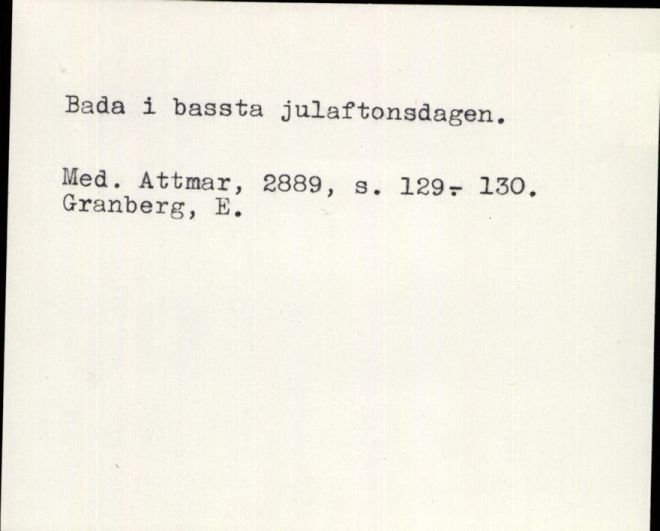 Bada i bassta julaftonsdagen.
Med. Attmar, 2889, s. 129- 130.
Granberg, E.